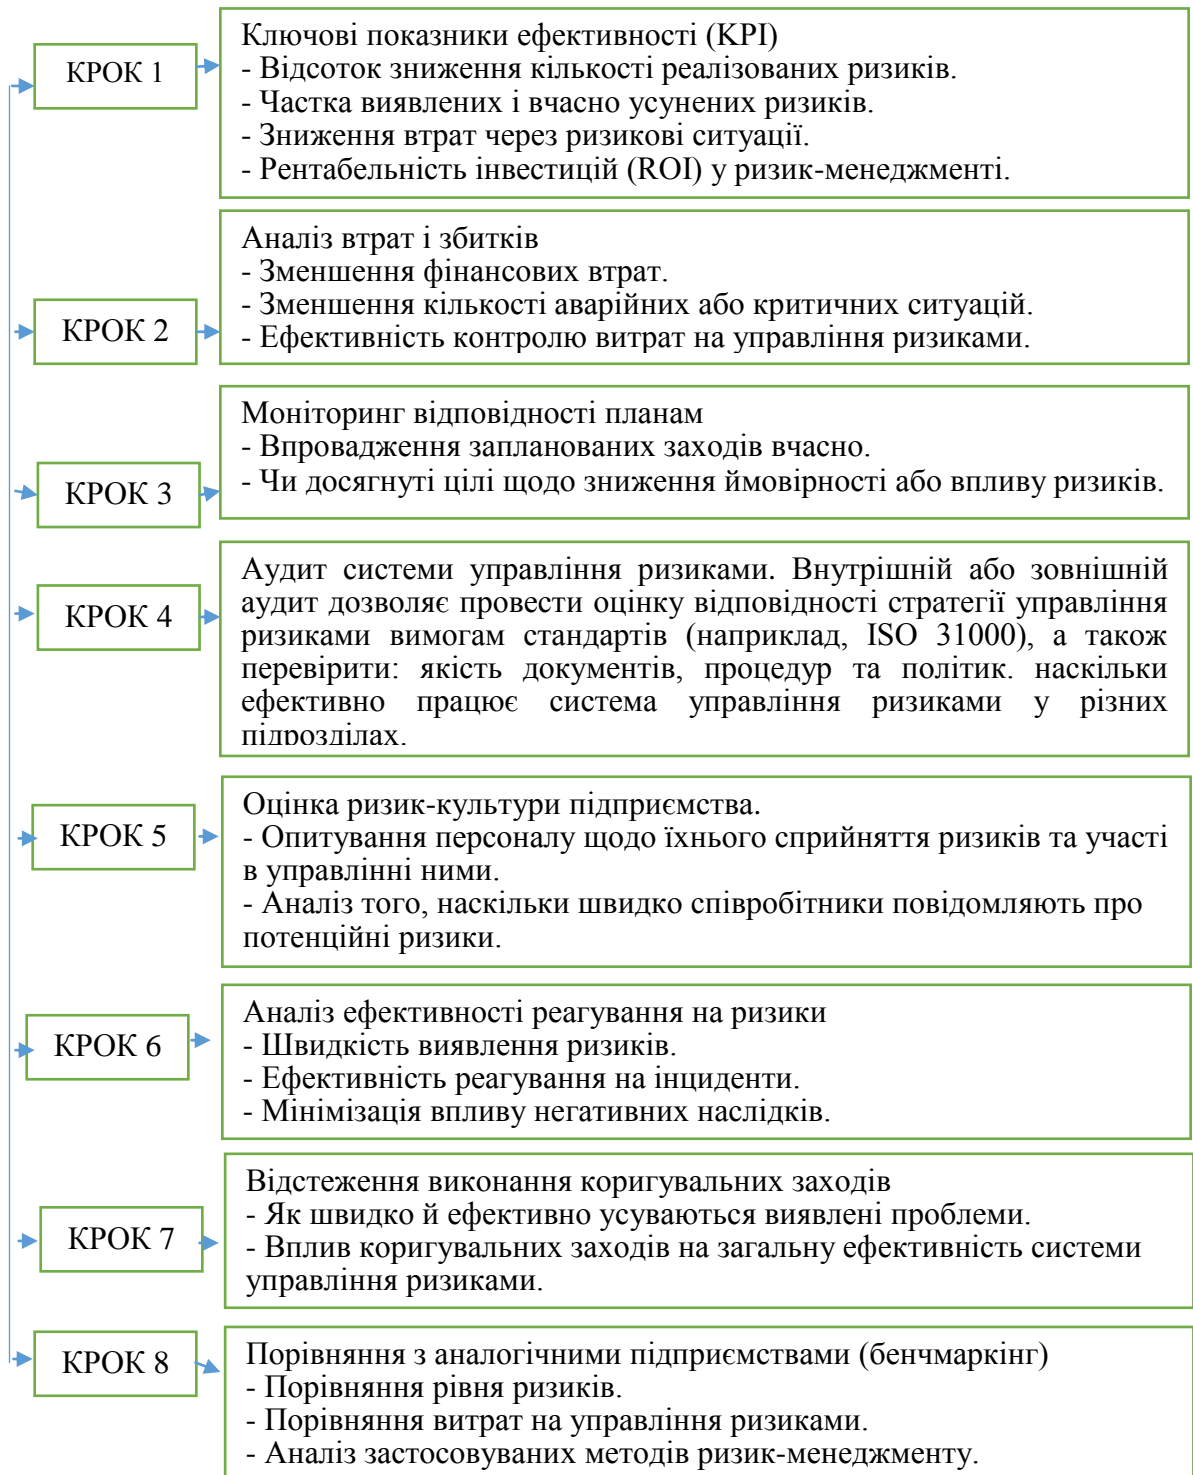 КРОК 1
Ключові показники ефективності (KPI)
- Відсоток зниження кількості реалізованих ризиків.
- Частка виявлених і вчасно усунених ризиків.
- Зниження втрат через ризикові ситуації.
- Рентабельність інвестицій (ROI) у ризик-менеджменті.
КРОК 2
Аналіз втрат і збитків
- Зменшення фінансових втрат.
- Зменшення кількості аварійних або критичних ситуацій.
- Ефективність контролю витрат на управління ризиками.
КРОК 3
Моніторинг відповідності планам
- Впровадження запланованих заходів вчасно.
- Чи досягнуті цілі щодо зниження ймовірності або впливу ризиків.
КРОК 4
Аудит системи управління ризиками. Внутрішній або зовнішній
аудит дозволяє провести оцінку відповідності стратегії управління
ризиками вимогам стандартів (наприклад, ISO 31000), а також
перевірити: якість документів, процедур та політик. наскільки
ефективно працює система управління ризиками у різних
підрозділах.
КРОК 5
Оцінка ризик-культури підприємства.
- Опитування персоналу щодо їхнього сприйняття ризиків та участі
в управлінні ними.
- Аналіз того, наскільки швидко співробітники повідомляють про
потенційні ризики.
КРОК 6
Аналіз ефективності реагування на ризики
- Швидкість виявлення ризиків.
- Ефективність реагування на інциденти.
- Мінімізація впливу негативних наслідків.
КРОК 7
Відстеження виконання коригувальних заходів
- Як швидко й ефективно усуваються виявлені проблеми.
- Вплив коригувальних заходів на загальну ефективність системи
управління ризиками.
КРОК 8
Порівняння з аналогічними підприємствами (бенчмаркінг)
- Порівняння рівня ризиків.
- Порівняння витрат на управління ризиками.
- Аналіз застосовуваних методів ризик-менеджменту.